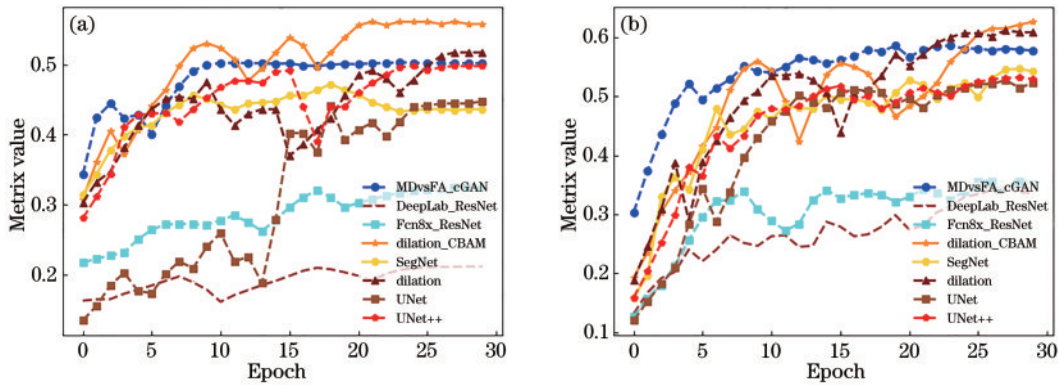 (a)
Metrix value
0.5
0.4
0.3
0.2
MDvsFA_cGAN
DeepLab_ResNet
Fcn8x_ResNet
dilation_CBAM
SegNet
dilation
UNet
UNet++
0 5 10 15 20 25 30
Epoch
(b)
Metrix value
0.6
0.5
0.4
0.3
0.2
0.1
MDvsFA_cGAN
DeepLab_ResNet
Fcn8x_ResNet
dilation_CBAM
SegNet
dilation
UNet
UNet++
0 5 10 15 20 25 30
Epoch